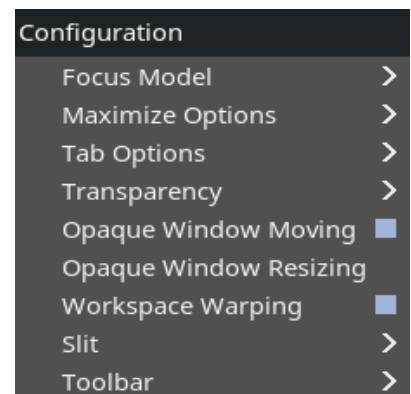 Configuration
Focus Model
Maximize Options
Tab Options
Transparency
Opaque Window Moving
Opaque Window Resizing
Workspace Warping
Slit
Toolbar